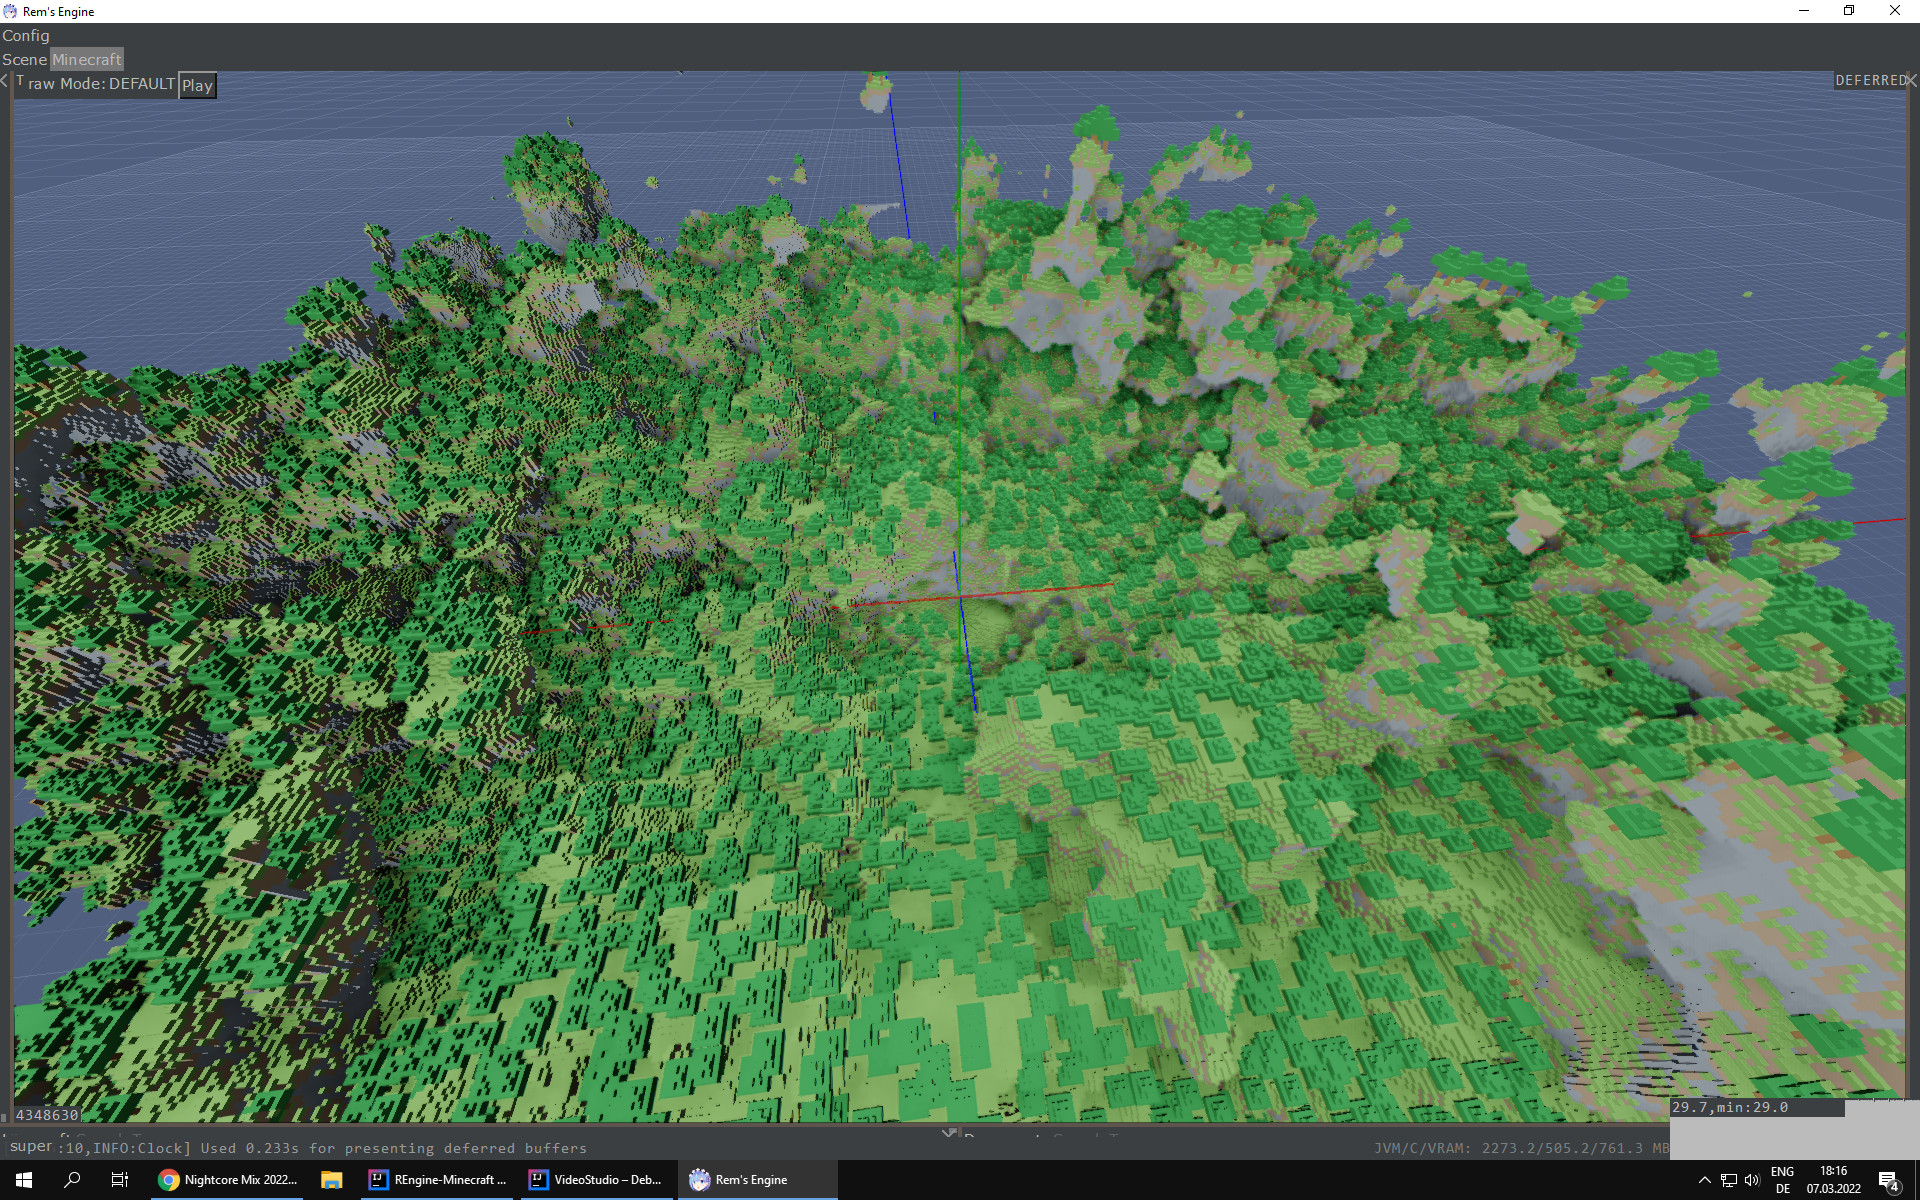 Rem's Engine
Config
Scene Minecraft
T raw Mode: DEFAULT Play
DEFERRED
4348630
29.7,min:29.0
super :10,INFO:Clock] Used 0.233s for presenting deferred buffers
JVM/C/VRAM: 2273.2/505.2/761.3 MB
Nightcore Mix 2022...
REngine-Minecraft ...
VideoStudio – Deb...
Rem's Engine
ENG
DE
18:16
07.03.2022
4